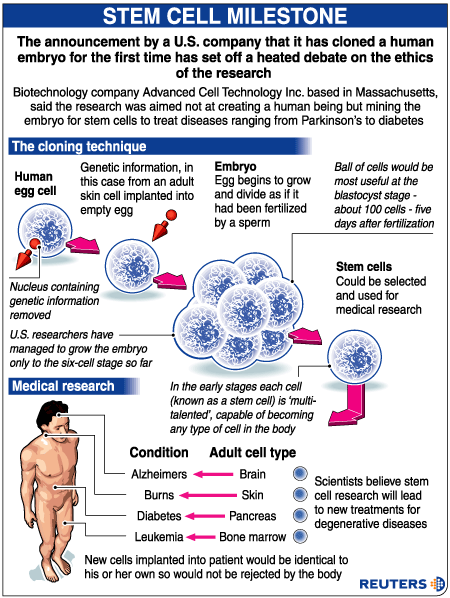 STEM CELL MILESTONE
The announcement by a U.S. company that it has cloned a human
embryo for the first time has set off a heated debate on the ethics
of the research
Biotechnology company Advanced Cell Technology Inc. based in Massachusetts,
said the research was aimed not at creating a human being but mining the
embryo for stem cells to treat diseases ranging from Parkinson's to diabetes
The cloning technique
Human
egg cell
Genetic information, in
this case from an adult
skin cell implanted into
empty egg
Embryo
Egg begins to grow
and divide as if it
had been fertilized
by a sperm
Ball of cells would be
most useful at the
blastocyst stage -
about 100 cells - five
days after fertilization
Nucleus containing
genetic information
removed
Stem cells
Could be selected
and used for
medical research
U.S. researchers have
managed to grow the embryo
only to the six-cell stage so far
In the early stages each cell
(known as a stem cell) is 'multi-
talented', capable of becoming
any type of cell in the body
Medical research
Condition Adult cell type
Alzheimers Brain
Burns Skin
Diabetes Pancreas
Leukemia Bone marrow
Scientists believe stem
cell research will lead
to new treatments for
degenerative diseases
New cells implanted into patient would be identical to
his or her own so would not be rejected by the body
REUTERS